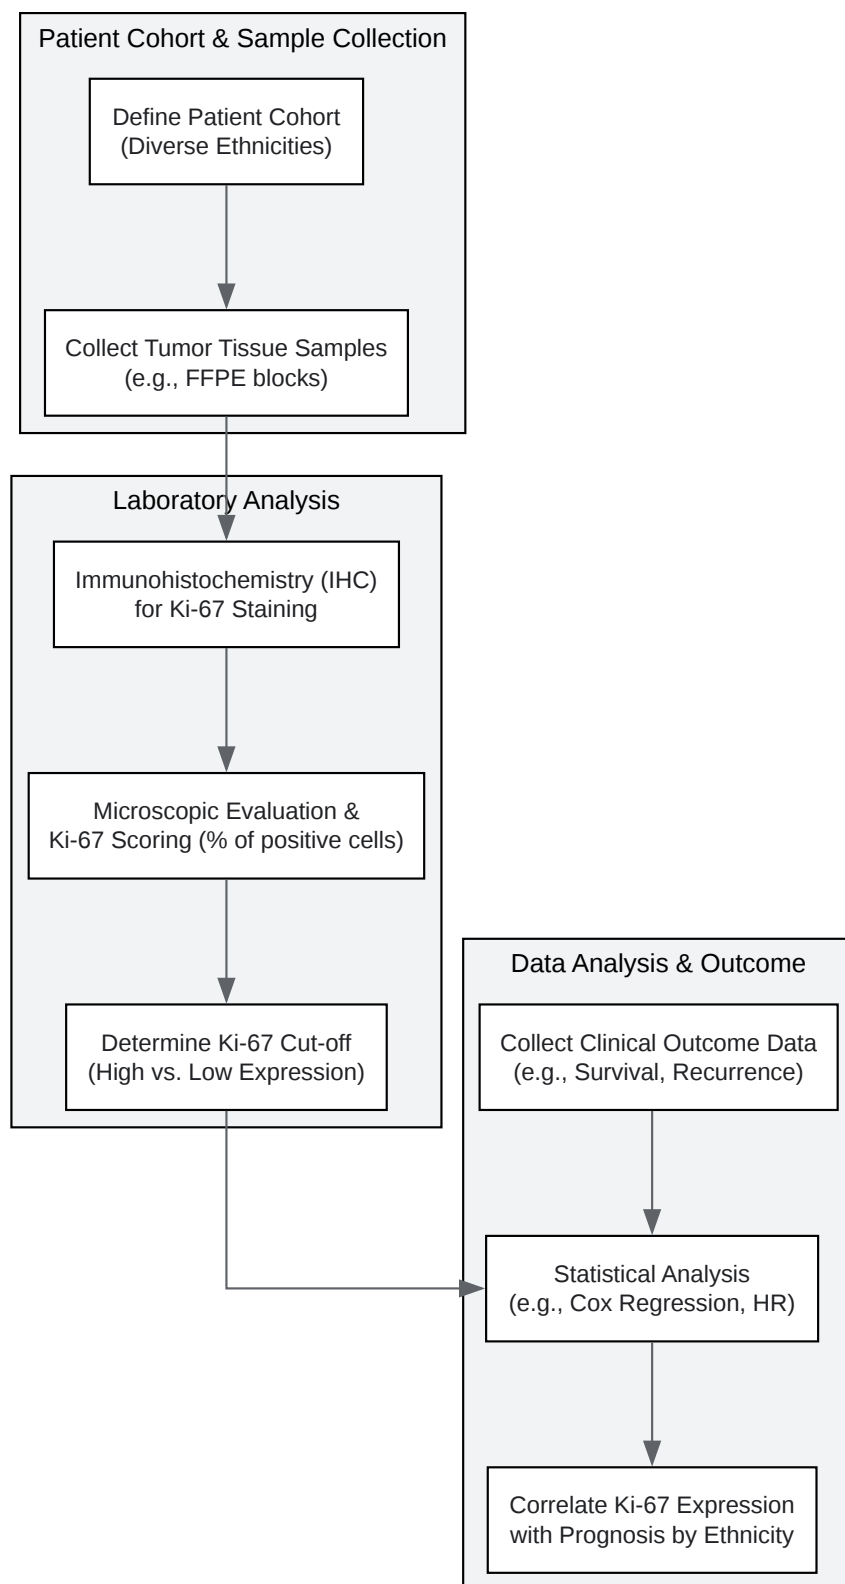 Patient Cohort & Sample Collection
Define Patient Cohort
(Diverse Ethnicities)
Collect Tumor Tissue Samples
(e.g., FFPE blocks)
Laboratory Analysis
Immunohistochemistry (IHC)
for Ki-67 Staining
Microscopic Evaluation &
Ki-67 Scoring (% of positive cells)
Determine Ki-67 Cut-off
(High vs. Low Expression)
Data Analysis & Outcome
Collect Clinical Outcome Data
(e.g., Survival, Recurrence)
Statistical Analysis
(e.g., Cox Regression, HR)
Correlate Ki-67 Expression
with Prognosis by Ethnicity